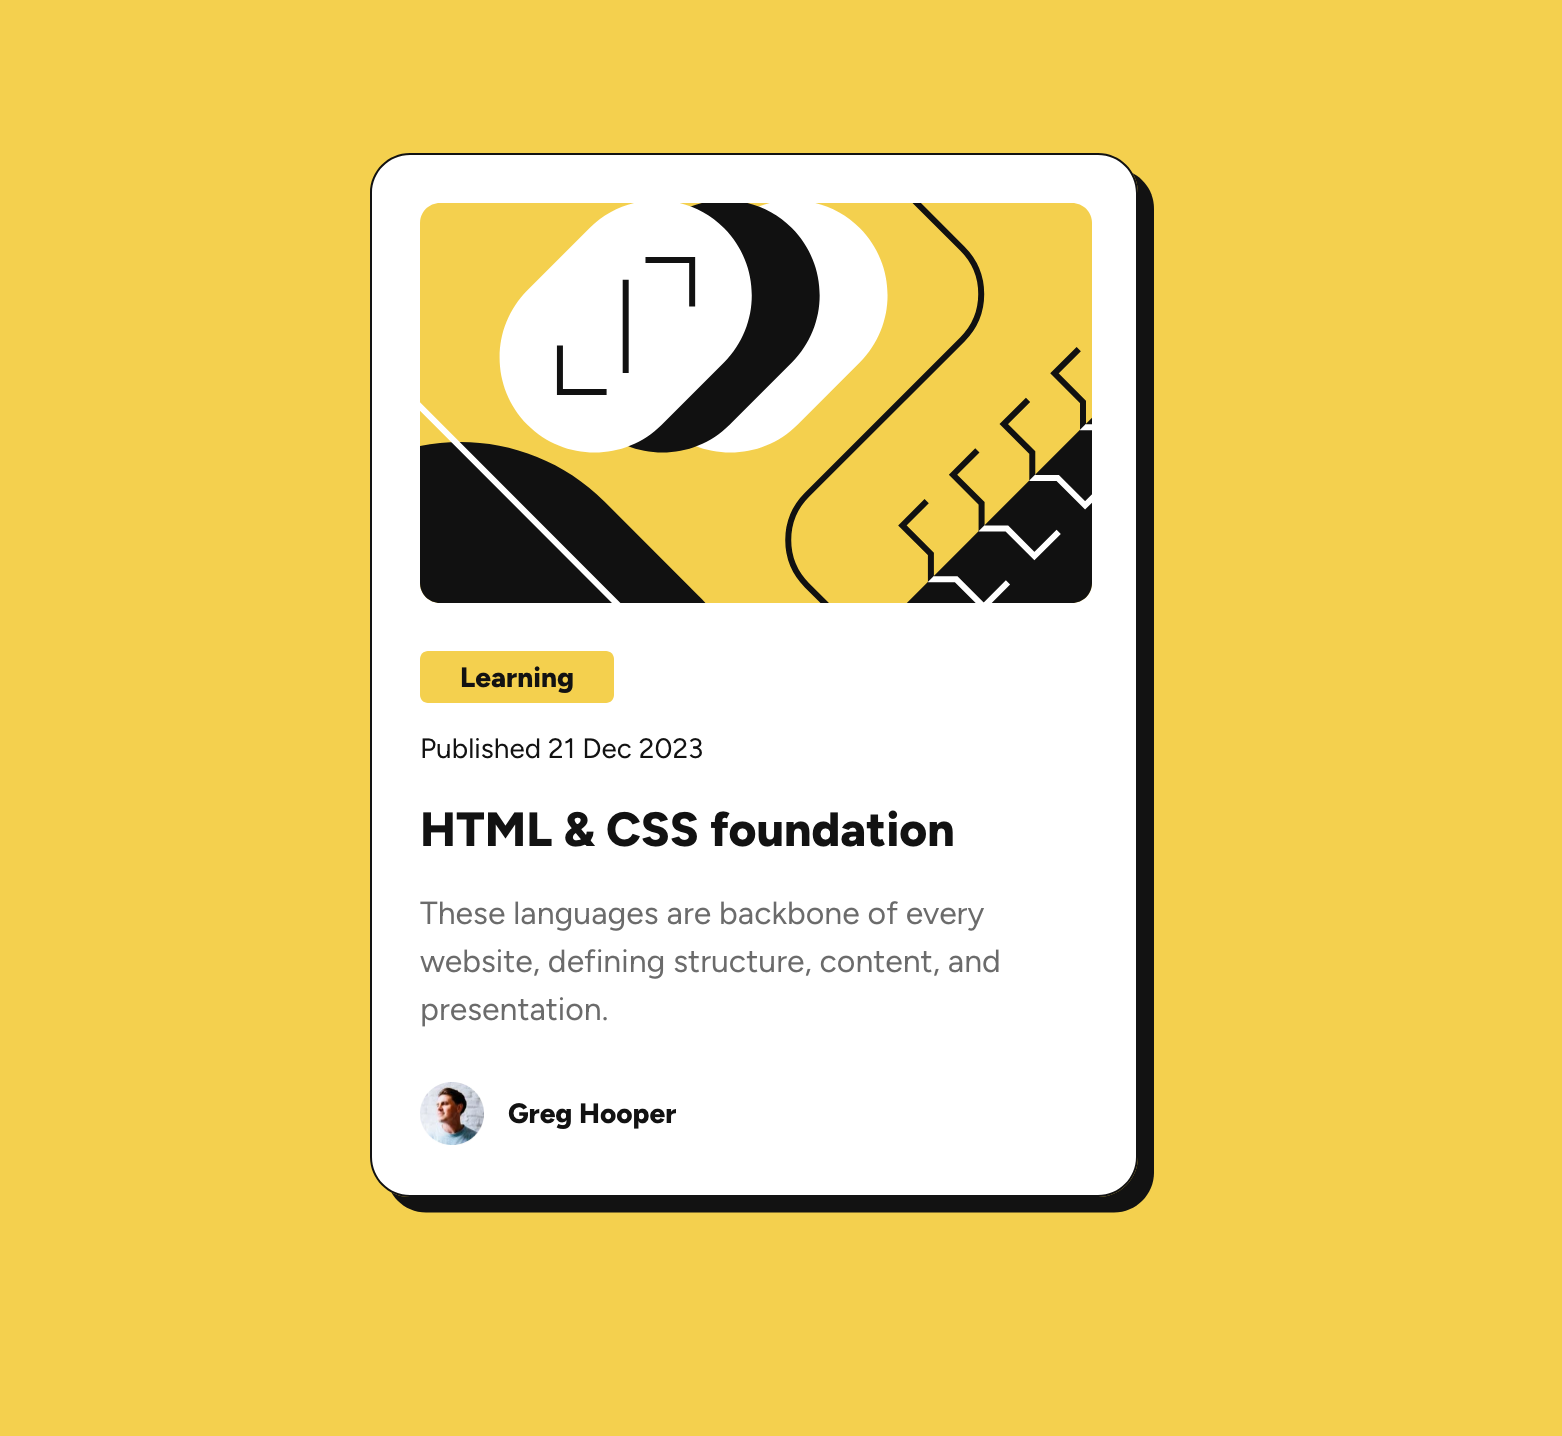 Learning
Published 21 Dec 2023
HTML & CSS foundation
These languages are backbone of every
website, defining structure, content, and
presentation.
Greg Hooper